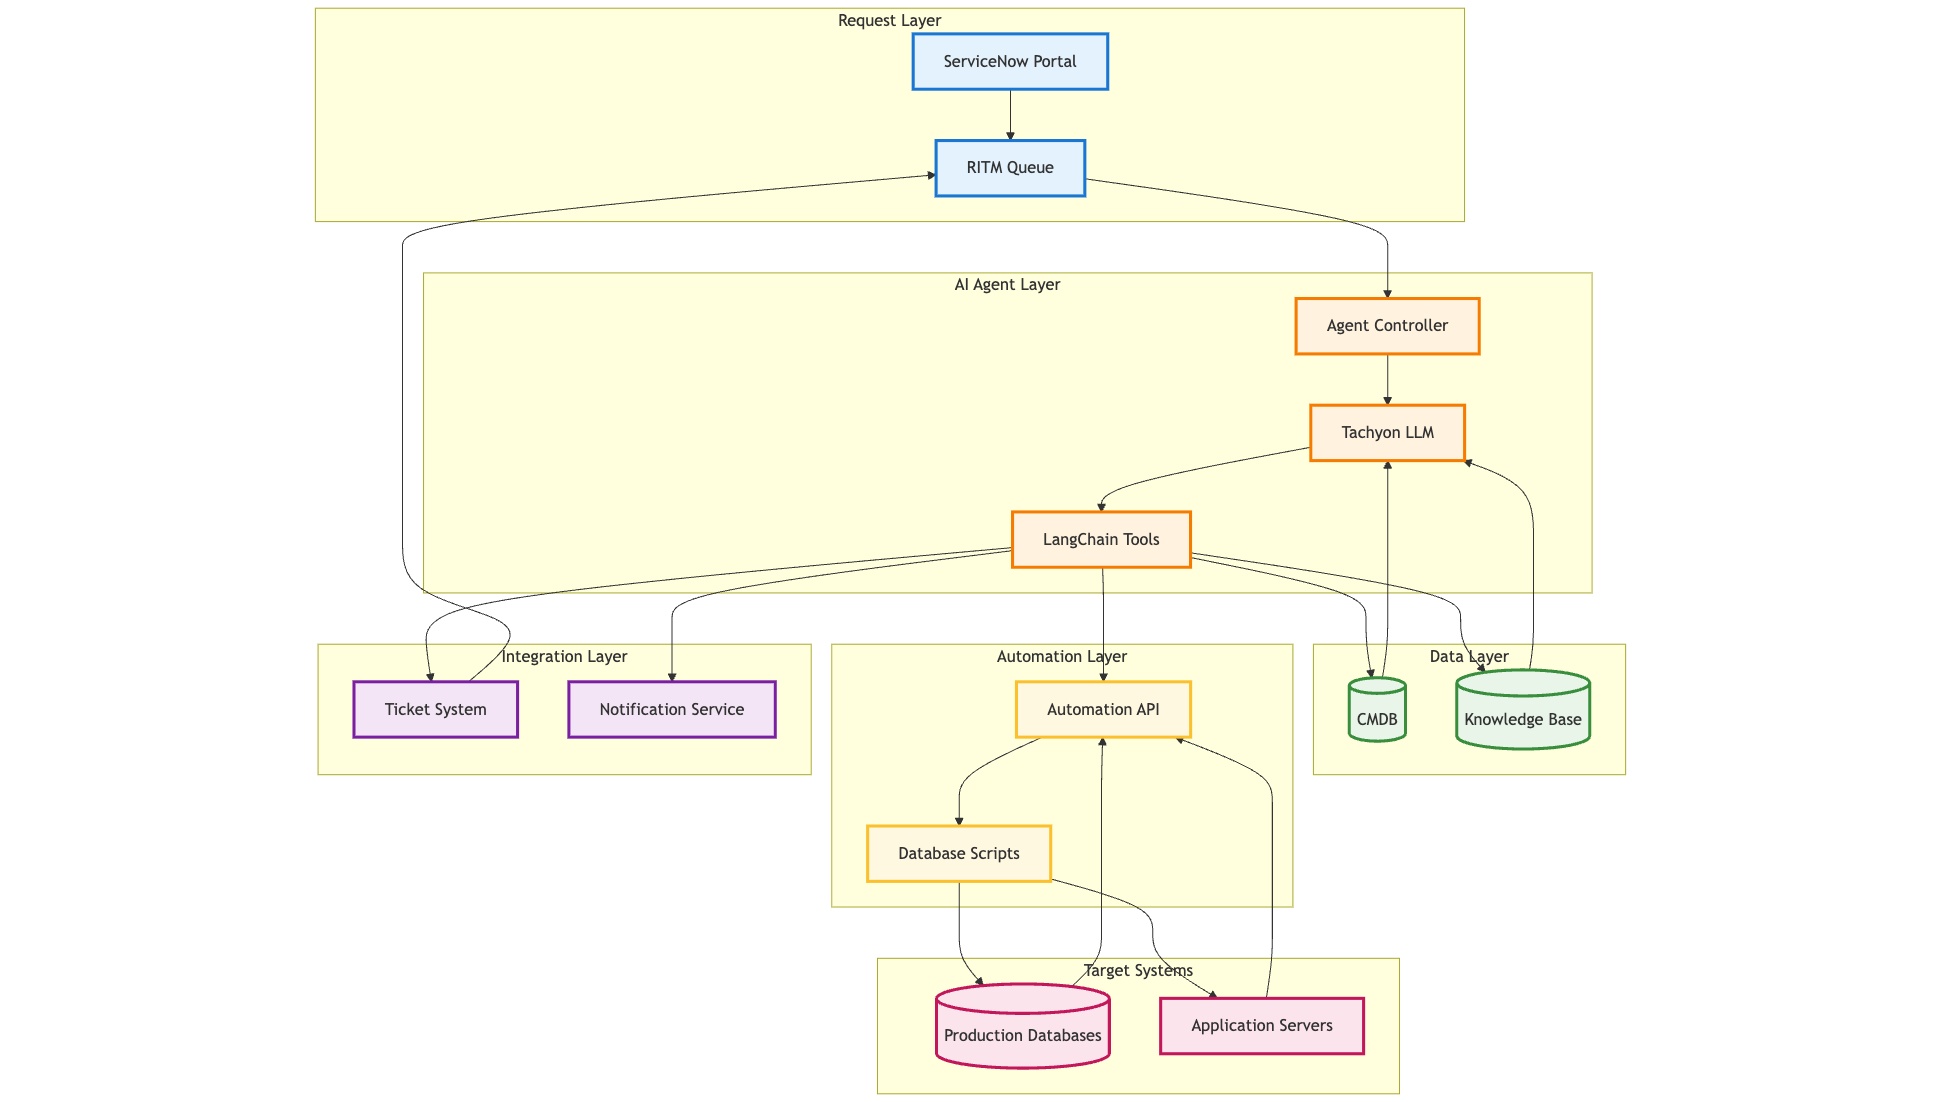 Request Layer
ServiceNow Portal
RITM Queue
AI Agent Layer
Agent Controller
Tachyon LLM
LangChain Tools
Integration Layer
Automation Layer
Data Layer
Ticket System
Notification Service
Automation API
CMDB
Knowledge Base
Database Scripts
Target Systems
Production Databases
Application Servers